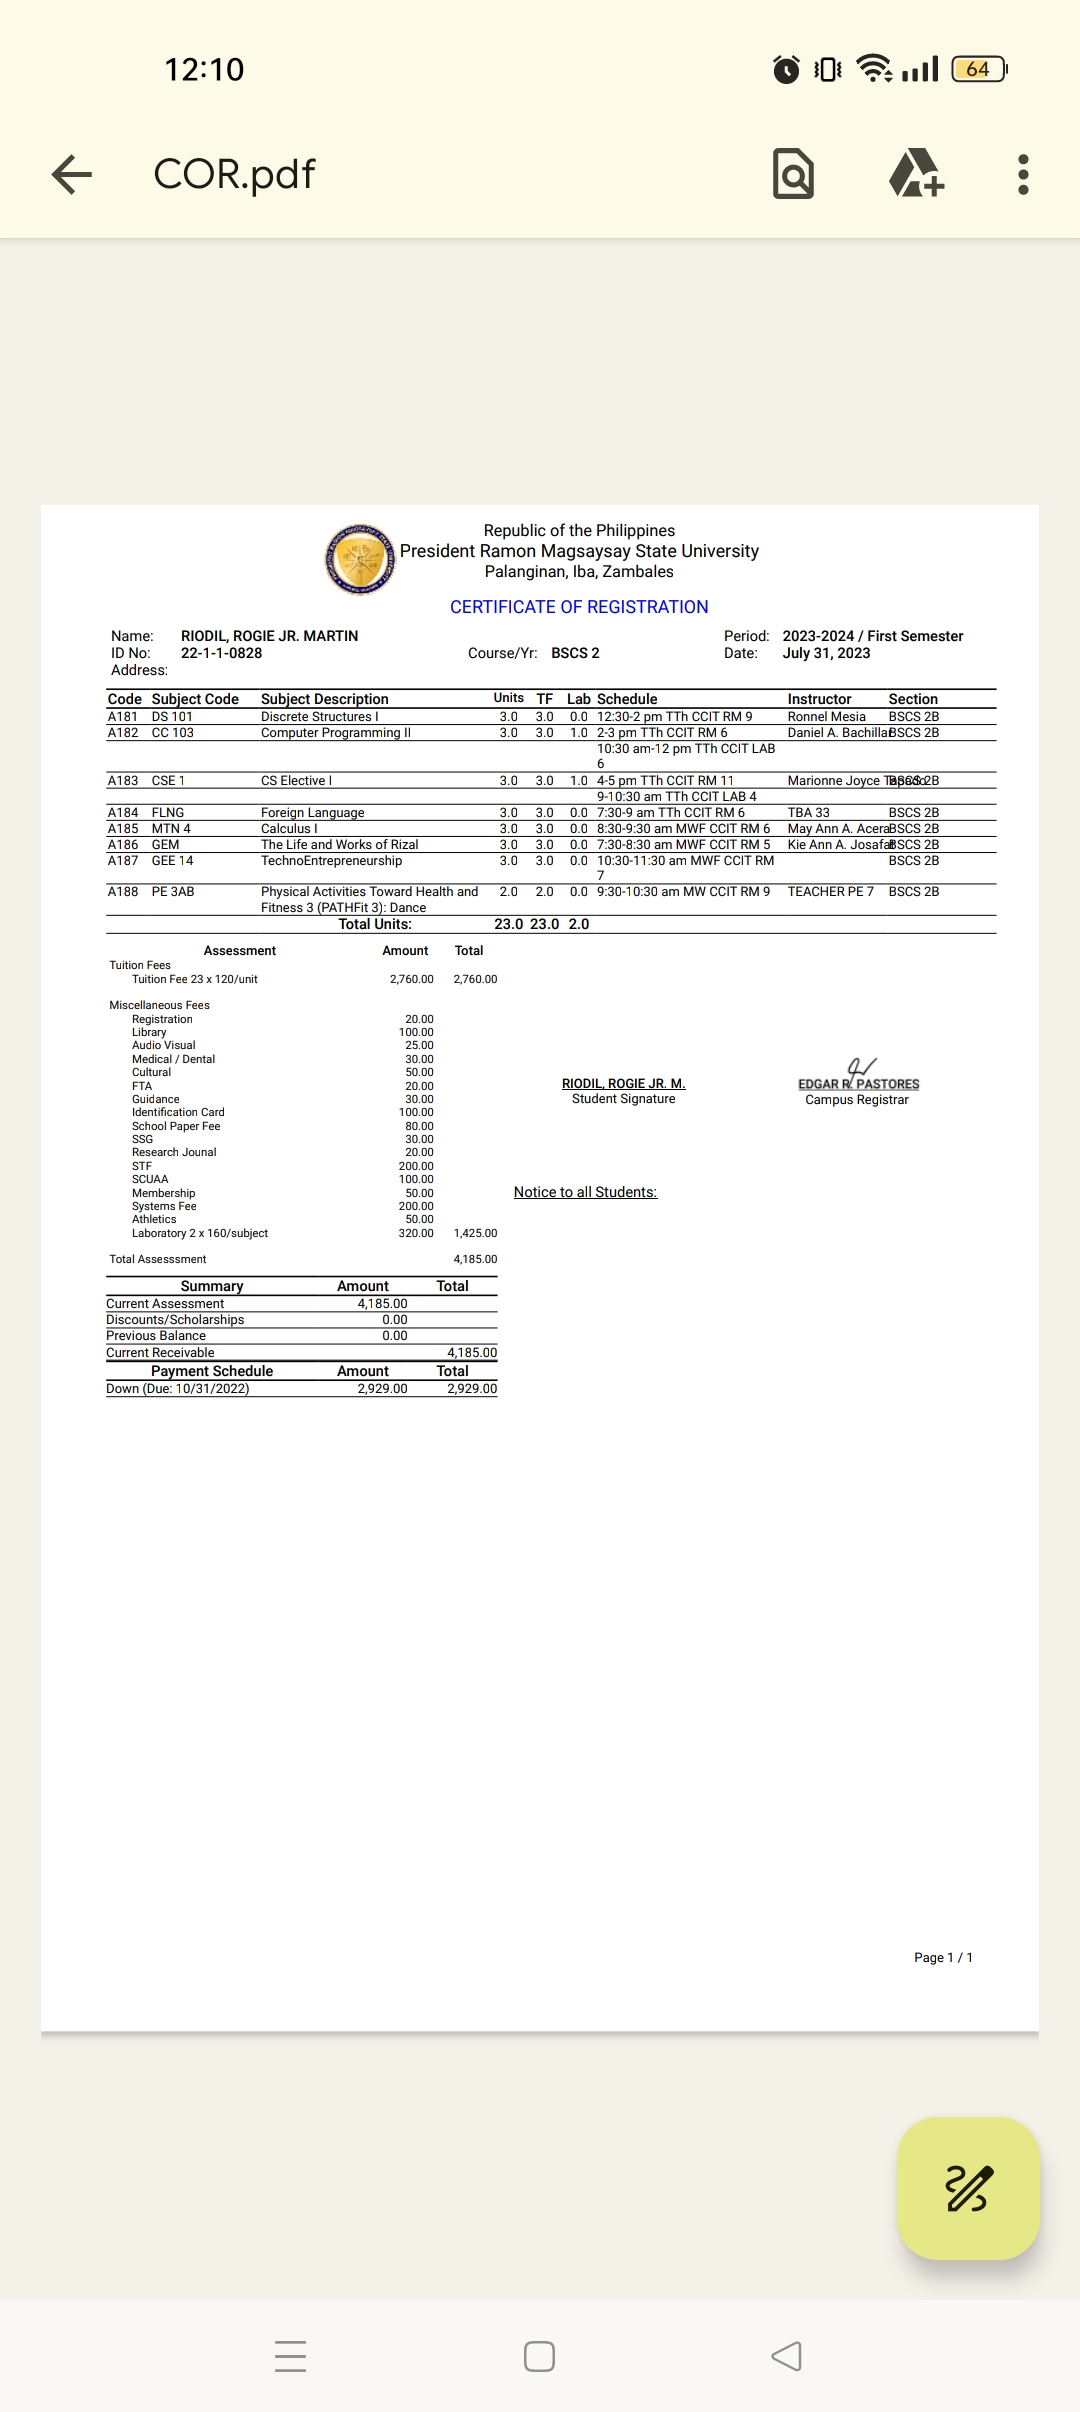 12:10
64
COR.pdf
Republic of the Philippines
President Ramon Magsaysay State University
Palanginan, Iba, Zambales
CERTIFICATE OF REGISTRATION
Name: RIODIL, ROGIE JR. MARTIN Period: 2023-2024 / First Semester
ID No: 22-1-1-0828 Course/Yr: BSCS 2 Date: July 31, 2023
Address:
Code Subject Code Subject Description Units TF Lab Schedule Instructor Section
A181 DS 101 Discrete Structures I 3.0 3.0 0.0 12:30-2 pm TTh CCIT RM 9 Ronnel Mesia BSCS 2B
A182 CC 103 Computer Programming II 3.0 3.0 1.0 2-3 pm TTh CCIT RM 6 Daniel A. Bachillar BSCS 2B
10:30 am-12 pm TTh CCIT LAB
6
A183 CSE 1 CS Elective I 3.0 3.0 1.0 4-5 pm TTh CCIT RM 11 Marionne Joyce BSCS 2B
9-10:30 am TTh CCIT LAB 4
A184 FLNG Foreign Language 3.0 3.0 0.0 7:30-9 am TTh CCIT RM 6 TBA 33 BSCS 2B
A185 MTN 4 Calculus I 3.0 3.0 0.0 8:30-9:30 am MWF CCIT RM 6 May Ann A. Acera BSCS 2B
A186 GEM The Life and Works of Rizal 3.0 3.0 0.0 7:30-8:30 am MWF CCIT RM 5 Kie Ann A. Josafat BSCS 2B
A187 GEE 14 TechnoEntrepreneurship 3.0 3.0 0.0 10:30-11:30 am MWF CCIT RM BSCS 2B
7
A188 PE 3AB Physical Activities Toward Health and 2.0 2.0 0.0 9:30-10:30 am MW CCIT RM 9 TEACHER PE 7 BSCS 2B
Fitness 3 (PATHFit 3): Dance
Total Units: 23.0 23.0 2.0
Assessment Amount Total
Tuition Fees
Tuition Fee 23 x 120/unit 2,760.00 2,760.00
Miscellaneous Fees
Registration 20.00
Library 100.00
Audio Visual 25.00
Medical / Dental 30.00
Cultural 50.00
FTA 20.00
Guidance 30.00
Identification Card 100.00
School Paper Fee 80.00
SSG 30.00
Research Jounal 20.00
STF 200.00
SCUAA 100.00
Membership 50.00
Systems Fee 200.00
Athletics 50.00
Laboratory 2 x 160/subject 320.00 1,425.00
Total Assesssment 4,185.00
RIODIL, ROGIE JR. M. EDGAR R. PASTORES
Student Signature Campus Registrar
Notice to all Students:
Summary Amount Total
Current Assessment 4,185.00
Discounts/Scholarships 0.00
Previous Balance 0.00
Current Receivable 4,185.00
Payment Schedule Amount Total
Down (Due: 10/31/2022) 2,929.00 2,929.00
Page 1 / 1